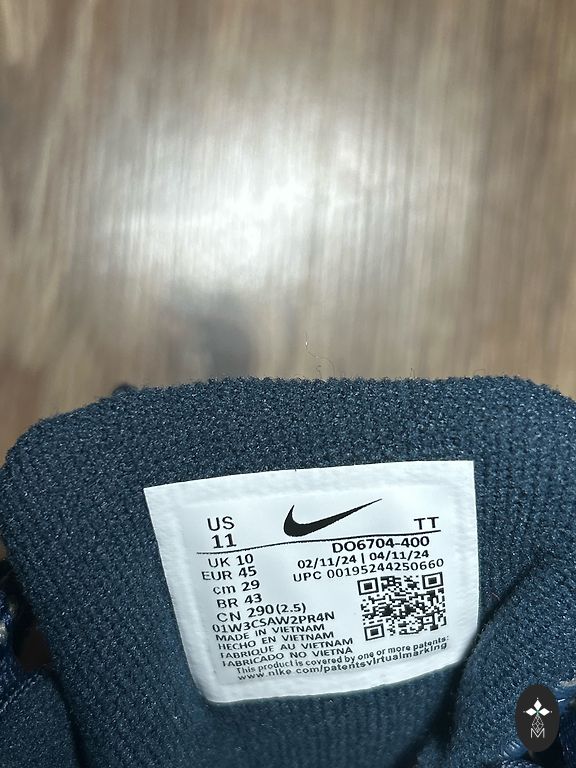 US
11
TT
UK 10
DO6704-400
EUR 45
02/11/24 | 04/11/24
cm 29
UPC 00195244250660
BR 43
CN 290(2.5)
01W3CSAW2PR4N
MADE IN VIETNAM
HECHO EN VIETNAM
FABRIQUE AU VIETNAM
FABRICADO NO VIETNÃ
This product is covered by one or more patents:
www.nike.com/patentsvirtualmarking
M